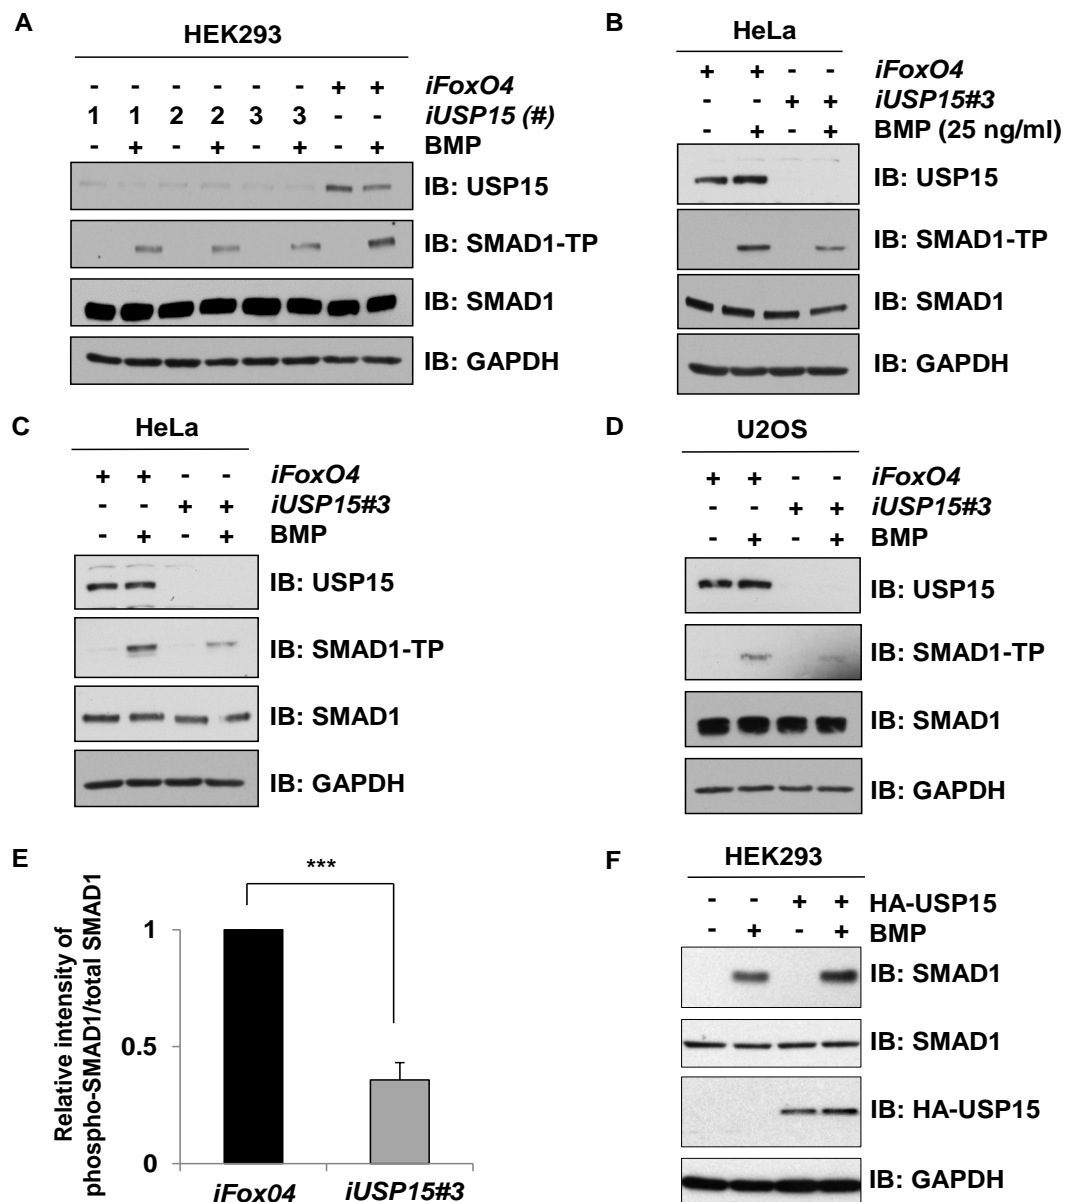 A
HEK293
- - - - - - + + iFoxO4
1 1 2 2 3 3 - - iUSP15 (#)
- + - + - + - + BMP
IB: USP15
IB: SMAD1-TP
IB: SMAD1
IB: GAPDH
B
HeLa
+ + - - iFoxO4
- - + + iUSP15#3
- + - + BMP (25 ng/ml)
IB: USP15
IB: SMAD1-TP
IB: SMAD1
IB: GAPDH
C
HeLa
+ + - - iFoxO4
- - + + iUSP15#3
- + - + BMP
IB: USP15
IB: SMAD1-TP
IB: SMAD1
IB: GAPDH
D
U2OS
+ + - - iFoxO4
- - + + iUSP15#3
- + - + BMP
IB: USP15
IB: SMAD1-TP
IB: SMAD1
IB: GAPDH
E
Relative intensity of
phospho-SMAD1/total SMAD1
***
1
0.5
0
iFox04 iUSP15#3
F
HEK293
- - + + HA-USP15
- + - + BMP
IB: SMAD1
IB: SMAD1
IB: HA-USP15
IB: GAPDH